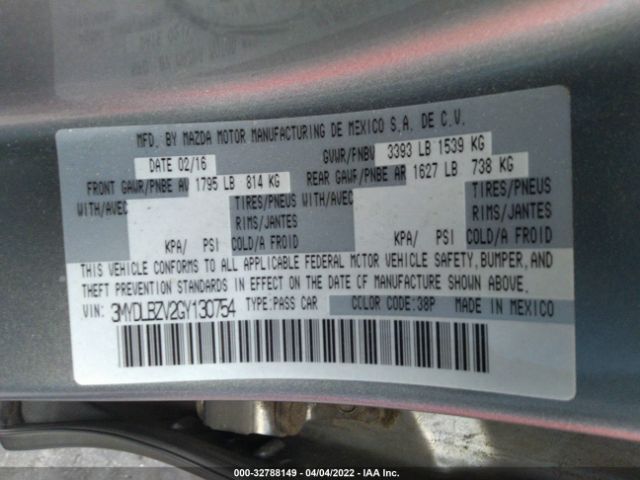 MFD. BY MAZDA MOTOR MANUFACTURING DE MEXICO S.A. DE C.V.
DATE 02/16 GVWR/PNBV 3393 LB 1539 KG
FRONT GAWR/PNBE AV 1795 LB 814 KG REAR GAWR/PNBE AR 1627 LB 738 KG
WITH/AVEC TIRES/PNEUS WITH/AVEC TIRES/PNEUS
RIMS/JANTES RIMS/JANTES
KPA/ PSI COLD/A FROID KPA/ PSI COLD/A FROID
THIS VEHICLE CONFORMS TO ALL APPLICABLE FEDERAL MOTOR VEHICLE SAFETY, BUMPER, AND
THEFT PREVENTION STANDARDS IN EFFECT ON THE DATE OF MANUFACTURE SHOWN ABOVE.
VIN: 3MYDLBZV2GY130754 TYPE:PASS CAR COLOR CODE:38P MADE IN MEXICO
000-32788149 - 04/04/2022 - IAA Inc.